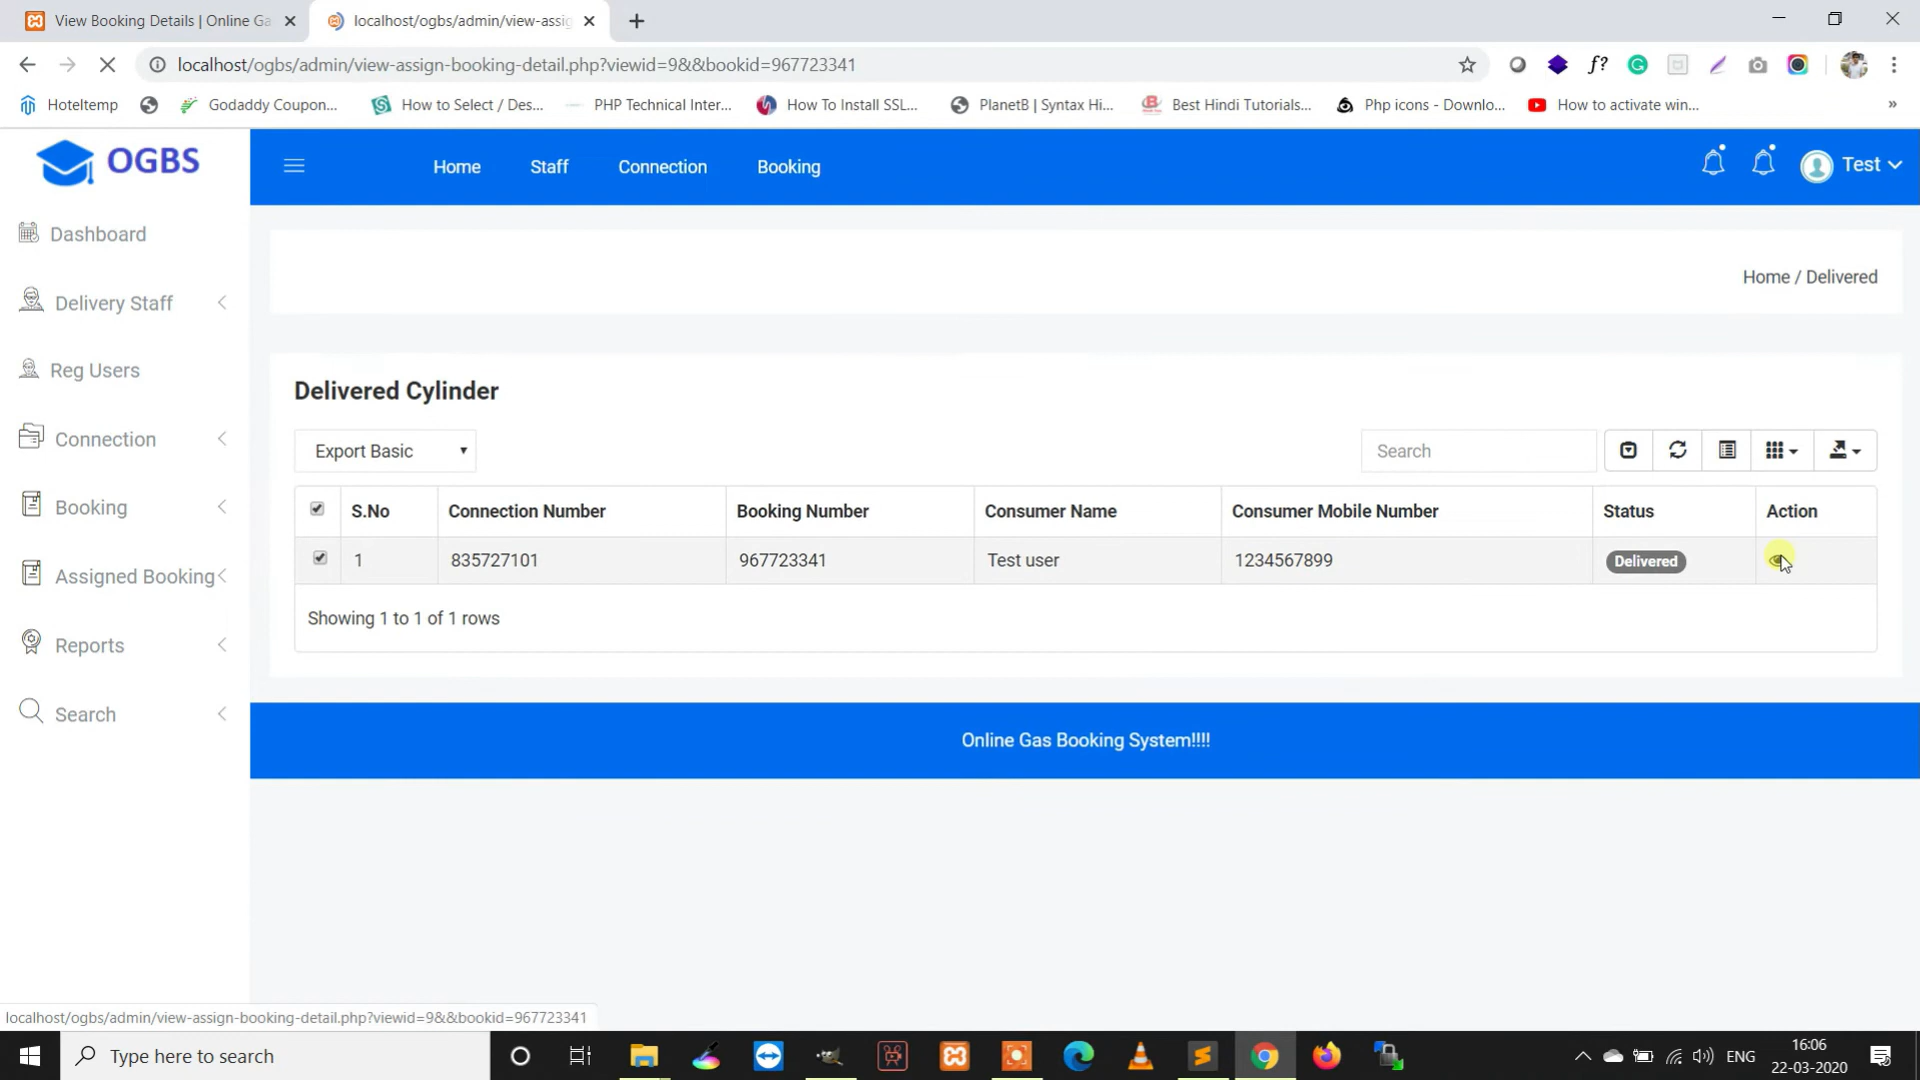 View Booking Details | Online Ga
localhost/ogbs/admin/view-assig
localhost/ogbs/admin/view-assign-booking-detail.php?viewid=9&&bookid=967723341
f?
Hoteltemp
Godaddy Coupon...
How to Select / Des...
PHP Technical Inter...
How To Install SSL...
PlanetB | Syntax Hi...
Best Hindi Tutorials...
Php icons - Downlo...
How to activate win...
»
OGBS
Home
Staff
Connection
Booking
Test
Dashboard
Delivery Staff
Reg Users
Connection
Booking
Assigned Booking
Reports
Search
Home / Delivered
Delivered Cylinder
Export Basic
Search
S.No Connection Number Booking Number Consumer Name Consumer Mobile Number Status Action
1 835727101 967723341 Test user 1234567899 Delivered
Showing 1 to 1 of 1 rows
Online Gas Booking System!!!!
localhost/ogbs/admin/view-assign-booking-detail.php?viewid=9&&bookid=967723341
Type here to search
ENG
16:06
22-03-2020